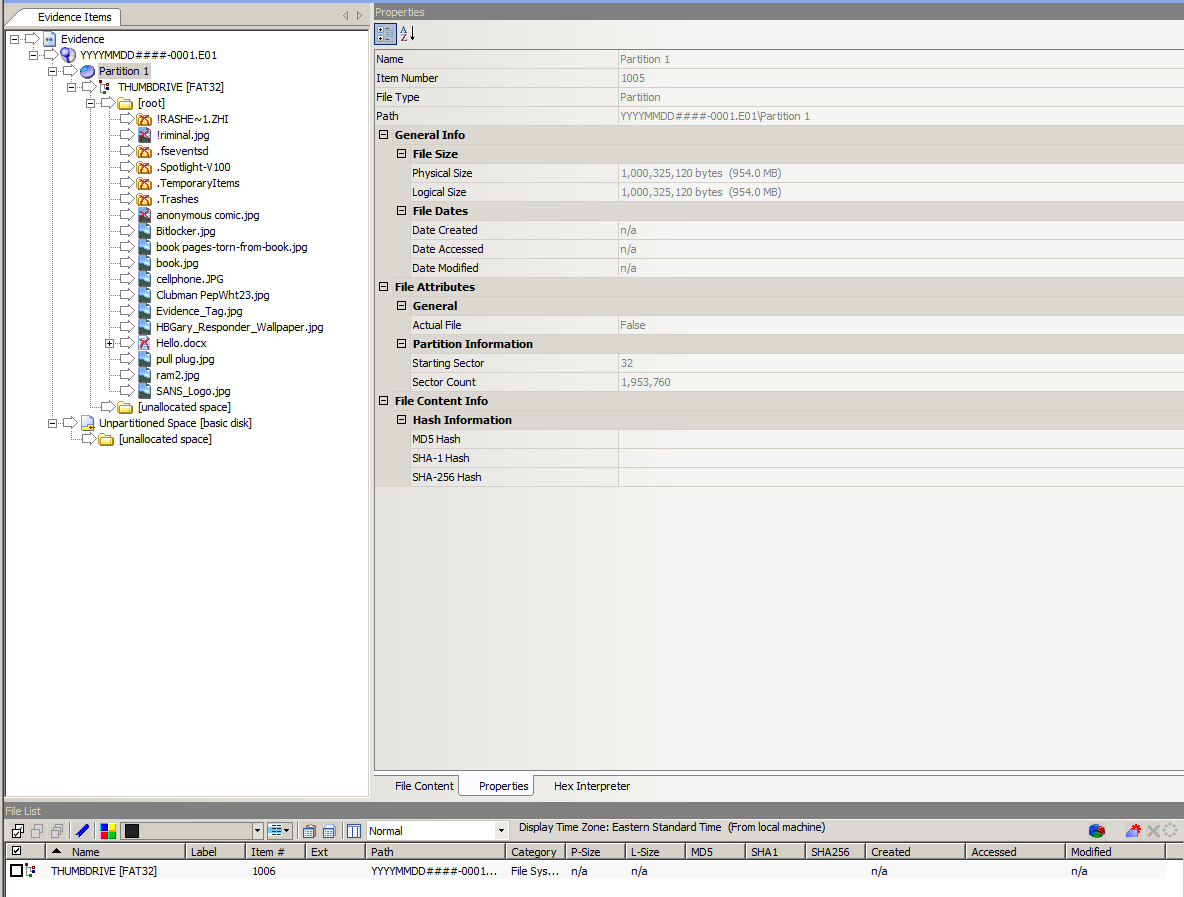 Evidence Items
Evidence
YYYYMMDD####-0001.E01
Partition 1
THUMBDRIVE [FAT32]
[root]
!RASHE~1.ZHI
!riminal.jpg
.fseventsd
.Spotlight-V100
.TemporaryItems
.Trashes
anonymous comic.jpg
Bitlocker.jpg
book pages-torn-from-book.jpg
book.jpg
cellphone.JPG
Clubman PepWht23.jpg
Evidence_Tag.jpg
HBGary_Responder_Wallpaper.jpg
Hello.docx
pull plug.jpg
ram2.jpg
SANS_Logo.jpg
[unallocated space]
Unpartitioned Space [basic disk]
[unallocated space]
Properties
Name Partition 1
Item Number 1005
File Type Partition
Path YYYYMMDD####-0001.E01\Partition 1
General Info
File Size
Physical Size 1,000,325,120 bytes (954.0 MB)
Logical Size 1,000,325,120 bytes (954.0 MB)
File Dates
Date Created n/a
Date Accessed n/a
Date Modified n/a
File Attributes
General
Actual File False
Partition Information
Starting Sector 32
Sector Count 1,953,760
File Content Info
Hash Information
MD5 Hash
SHA-1 Hash
SHA-256 Hash
File Content Properties Hex Interpreter
File List
Normal Display Time Zone: Eastern Standard Time (From local machine)
Name Label Item # Ext Path Category P-Size L-Size MD5 SHA1 SHA256 Created Accessed Modified
THUMBDRIVE [FAT32] 1006 YYYYMMDD####-0001... File Sys... n/a n/a n/a n/a